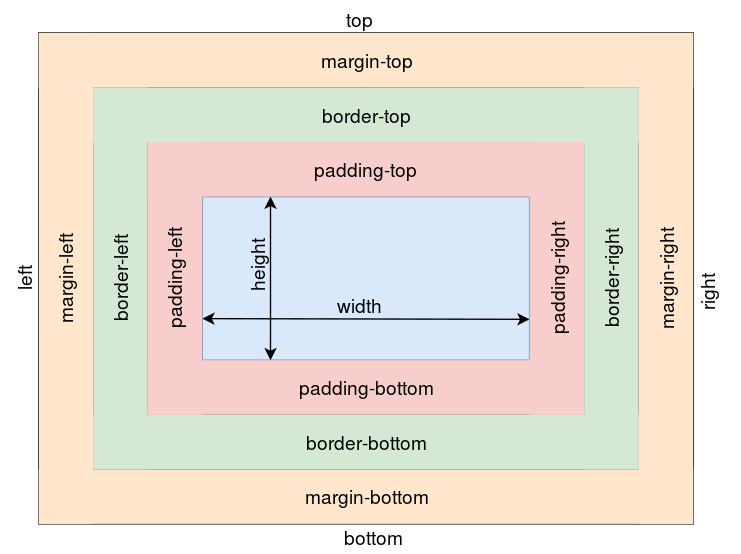 top
margin-top
border-top
padding-top
left
margin-left
border-left
padding-left
height
width
padding-right
border-right
margin-right
right
padding-bottom
border-bottom
margin-bottom
bottom